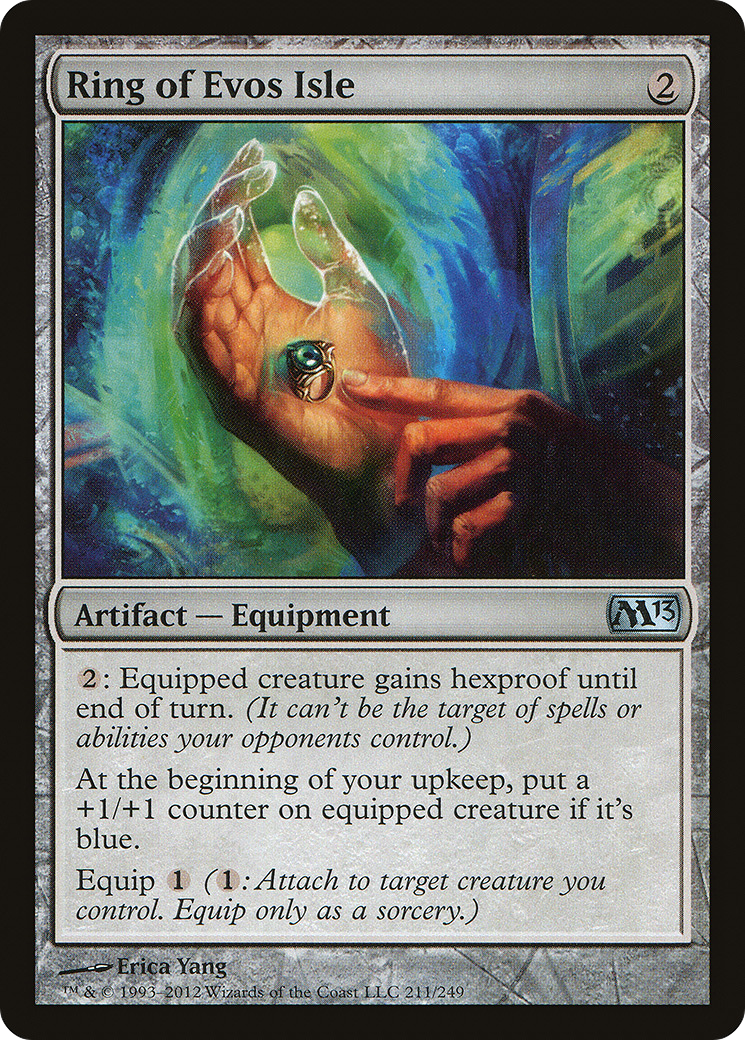 Ring of Evos Isle 2
Artifact — Equipment M13
2: Equipped creature gains hexproof until
end of turn. (It can't be the target of spells or
abilities your opponents control.)
At the beginning of your upkeep, put a
+1/+1 counter on equipped creature if it's
blue.
Equip 1 (1: Attach to target creature you
control. Equip only as a sorcery.)
Erica Yang
™ & © 1993–2012 Wizards of the Coast LLC 211/249